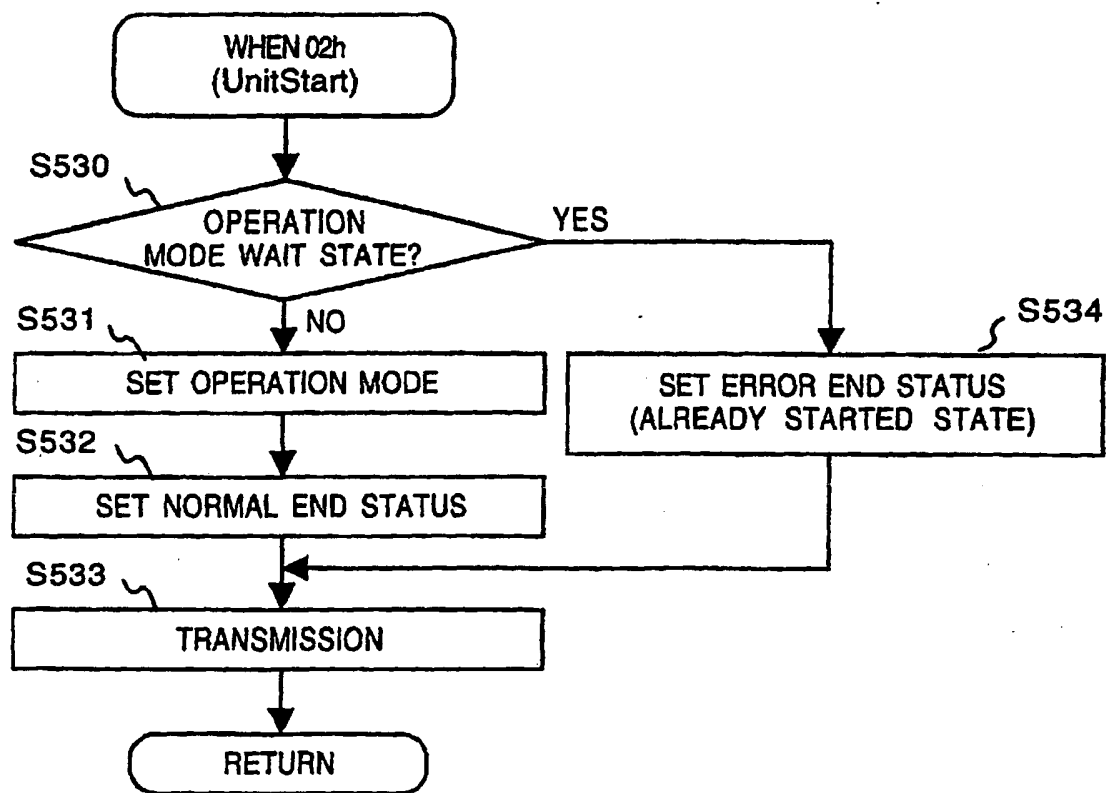 WHEN 02h
(UnitStart)
S530
OPERATION
MODE WAIT STATE?
YES
NO
S531
SET OPERATION MODE
S534
SET ERROR END STATUS
(ALREADY STARTED STATE)
S532
SET NORMAL END STATUS
S533
TRANSMISSION
RETURN